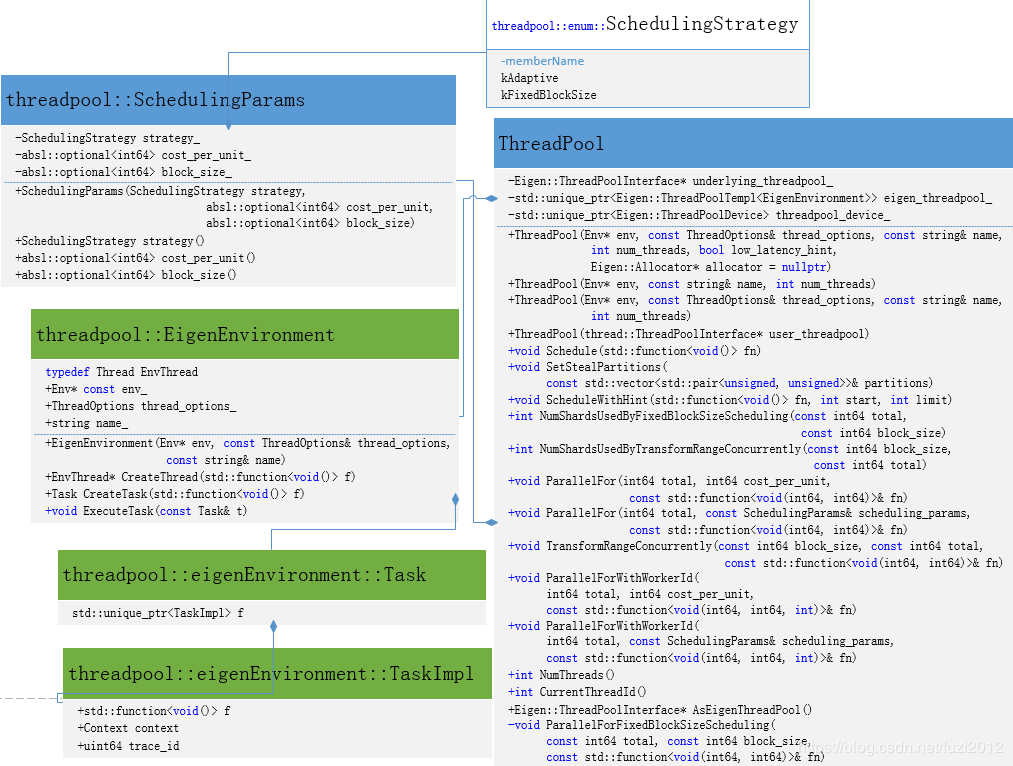 threadpool::enum::SchedulingStrategy
-memberName
kAdaptive
kFixedBlockSize
threadpool::SchedulingParams
-SchedulingStrategy strategy_
-absl::optional<int64> cost_per_unit_
-absl::optional<int64> block_size_
+SchedulingParams(SchedulingStrategy strategy,
absl::optional<int64> cost_per_unit,
absl::optional<int64> block_size)
+SchedulingStrategy strategy()
+absl::optional<int64> cost_per_unit()
+absl::optional<int64> block_size()
threadpool::EigenEnvironment
typedef Thread EnvThread
+Env* const env_
+ThreadOptions thread_options_
+string name_
+EigenEnvironment(Env* env, const ThreadOptions& thread_options,
const string& name)
+EnvThread* CreateThread(std::function<void()> f)
+Task CreateTask(std::function<void()> f)
+void ExecuteTask(const Task& t)
threadpool::eigenEnvironment::Task
std::unique_ptr<TaskImpl> f
threadpool::eigenEnvironment::TaskImpl
+std::function<void()> f
+Context context
+uint64 trace_id
ThreadPool
-Eigen::ThreadPoolInterface* underlying_threadpool_
-std::unique_ptr<Eigen::ThreadPoolTempl<EigenEnvironment>> eigen_threadpool_
-std::unique_ptr<Eigen::ThreadPoolDevice> threadpool_device_
+ThreadPool(Env* env, const ThreadOptions& thread_options, const string& name,
int num_threads, bool low_latency_hint,
Eigen::Allocator* allocator = nullptr)
+ThreadPool(Env* env, const string& name, int num_threads)
+ThreadPool(Env* env, const ThreadOptions& thread_options, const string& name,
int num_threads)
+ThreadPool(thread::ThreadPoolInterface* user_threadpool)
+void Schedule(std::function<void()> fn)
+void SetStealPartitions(
const std::vector<std::pair<unsigned, unsigned>>& partitions)
+void ScheduleWithHint(std::function<void()> fn, int start, int limit)
+int NumShardsUsedByFixedBlockSizeScheduling(const int64 total,
const int64 block_size)
+int NumShardsUsedByTransformRangeConcurrently(const int64 block_size,
const int64 total)
+void ParallelFor(int64 total, int64 cost_per_unit,
const std::function<void(int64, int64)>& fn)
+void ParallelFor(int64 total, const SchedulingParams& scheduling_params,
const std::function<void(int64, int64)>& fn)
+void TransformRangeConcurrently(const int64 block_size, const int64 total,
const std::function<void(int64, int64)>& fn)
+void ParallelForWithWorkerId(
int64 total, int64 cost_per_unit,
const std::function<void(int64, int64, int)>& fn)
+void ParallelForWithWorkerId(
int64 total, const SchedulingParams& scheduling_params,
const std::function<void(int64, int64, int)>& fn)
+int NumThreads()
+int CurrentThreadId()
+Eigen::ThreadPoolInterface* AsEigenThreadPool()
-void ParallelForFixedBlockSizeScheduling(
const int64 total, const int64 block_size,
const std::function<void(int64, int64)>& fn)
https://blog.csdn.net/fuzi2012